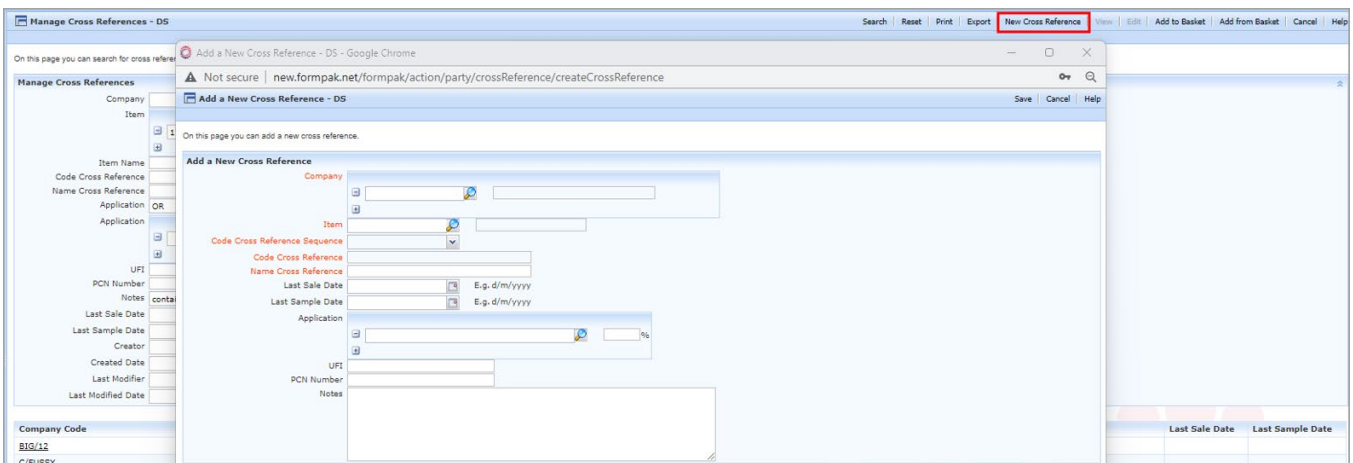 Manage Cross References - DS
Search Reset Print Export New Cross Reference View Edit Add to Basket Add from Basket Cancel Help
On this page you can search for cross
Manage Cross References
Company
Item
1
Item Name
Code Cross Reference
Name Cross Reference
Application OR
Application
UFI
PCN Number
Notes
Last Sale Date
Last Sample Date
Creator
Created Date
Last Modifier
Last Modified Date
Company Code
BIG/12
Last Sale Date Last Sample Date
Add a New Cross Reference - DS - Google Chrome
Not secure new.formpak.net/formpak/action/party/crossReference/createCrossReference
Add a New Cross Reference - DS
Save Cancel Help
On this page you can add a new cross reference.
Add a New Cross Reference
Company
Item
Code Cross Reference Sequence
Code Cross Reference
Name Cross Reference
Last Sale Date E.g. d/m/yyyy
Last Sample Date E.g. d/m/yyyy
Application
%
UFI
PCN Number
Notes